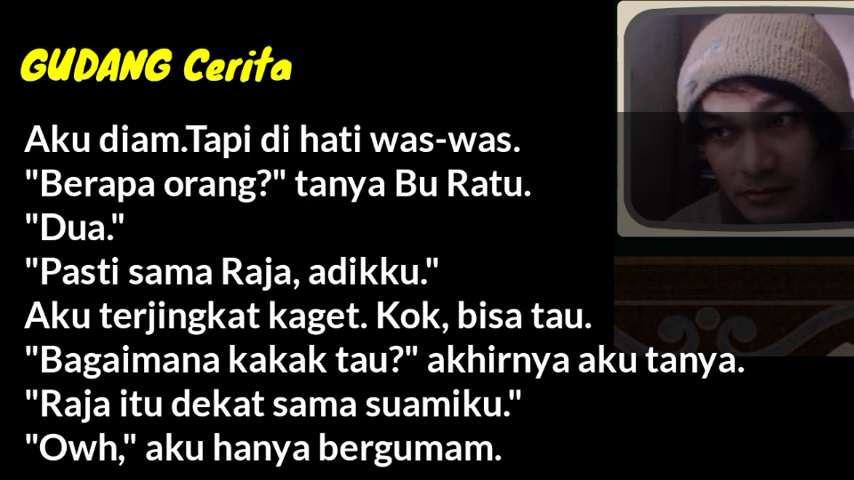 GUDANG Cerita
Aku diam.Tapi di hati was-was.
"Berapa orang?" tanya Bu Ratu.
"Dua."
"Pasti sama Raja, adikku."
Aku terjingkat kaget. Kok, bisa tau.
"Bagaimana kakak tau?" akhirnya aku tanya.
"Raja itu dekat sama suamiku."
"Owh," aku hanya bergumam.